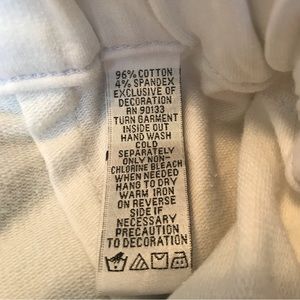 96% COTTON
4% SPANDEX
EXCLUSIVE OF
DECORATION
RN 90133
TURN GARMENT
INSIDE OUT
HAND WASH
COLD
SEPARATELY
ONLY NON-
CHLORINE BLEACH
WHEN NEEDED
HANG TO DRY
WARM IRON
ON REVERSE
SIDE IF
NECESSARY
PRECAUTION
TO DECORATION